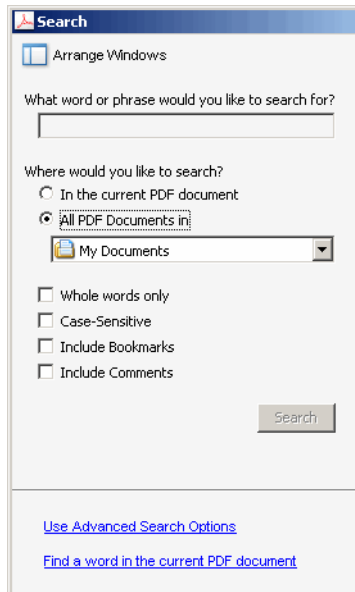 Search
Arrange Windows
What word or phrase would you like to search for?
Where would you like to search?
In the current PDF document
All PDF Documents in
My Documents
Whole words only
Case-Sensitive
Include Bookmarks
Include Comments
Search
Use Advanced Search Options
Find a word in the current PDF document